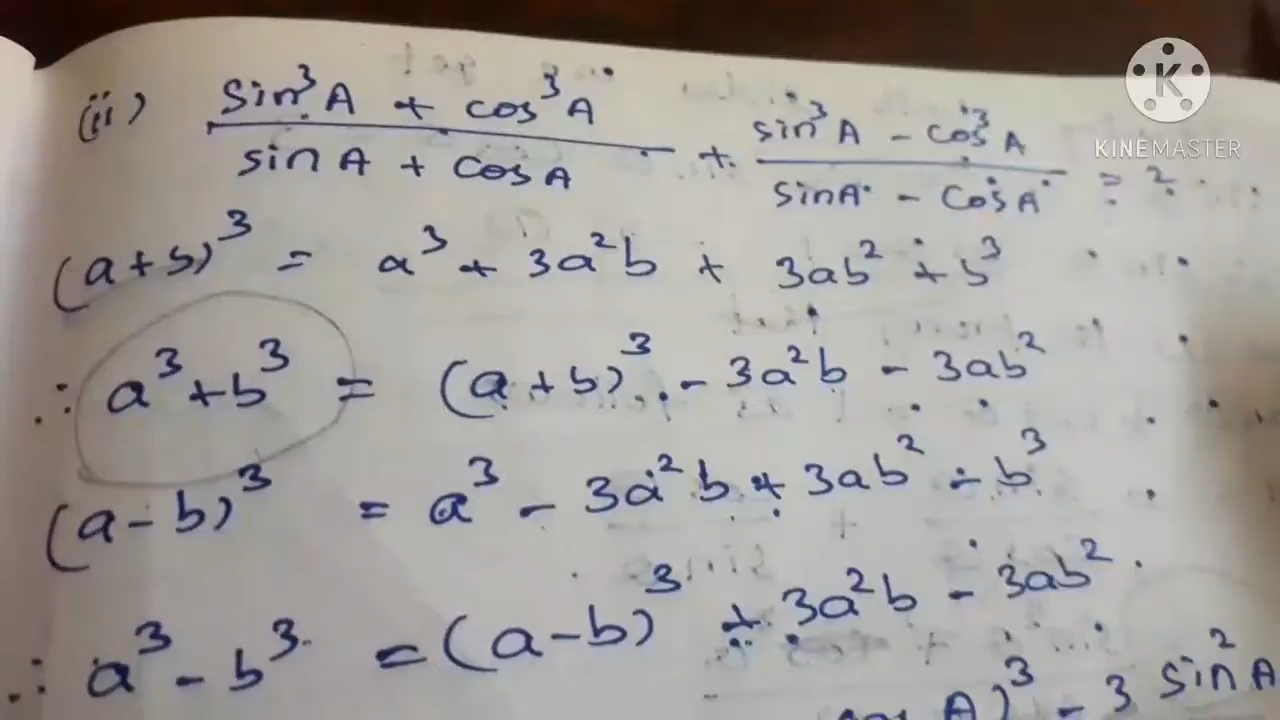 (ii) sin³A + cos³A / sinA + cosA + sin³A - cos³A / sinA - cosA = 2
(a+b)³ = a³ + 3a²b + 3ab² + b³
∴ a³+b³ = (a+b)³ - 3a²b - 3ab²
(a-b)³ = a³ - 3a²b + 3ab² - b³
∴ a³-b³ = (a-b)³ + 3a²b - 3ab²
A)³ - 3 sin²A
K
KINEMASTER